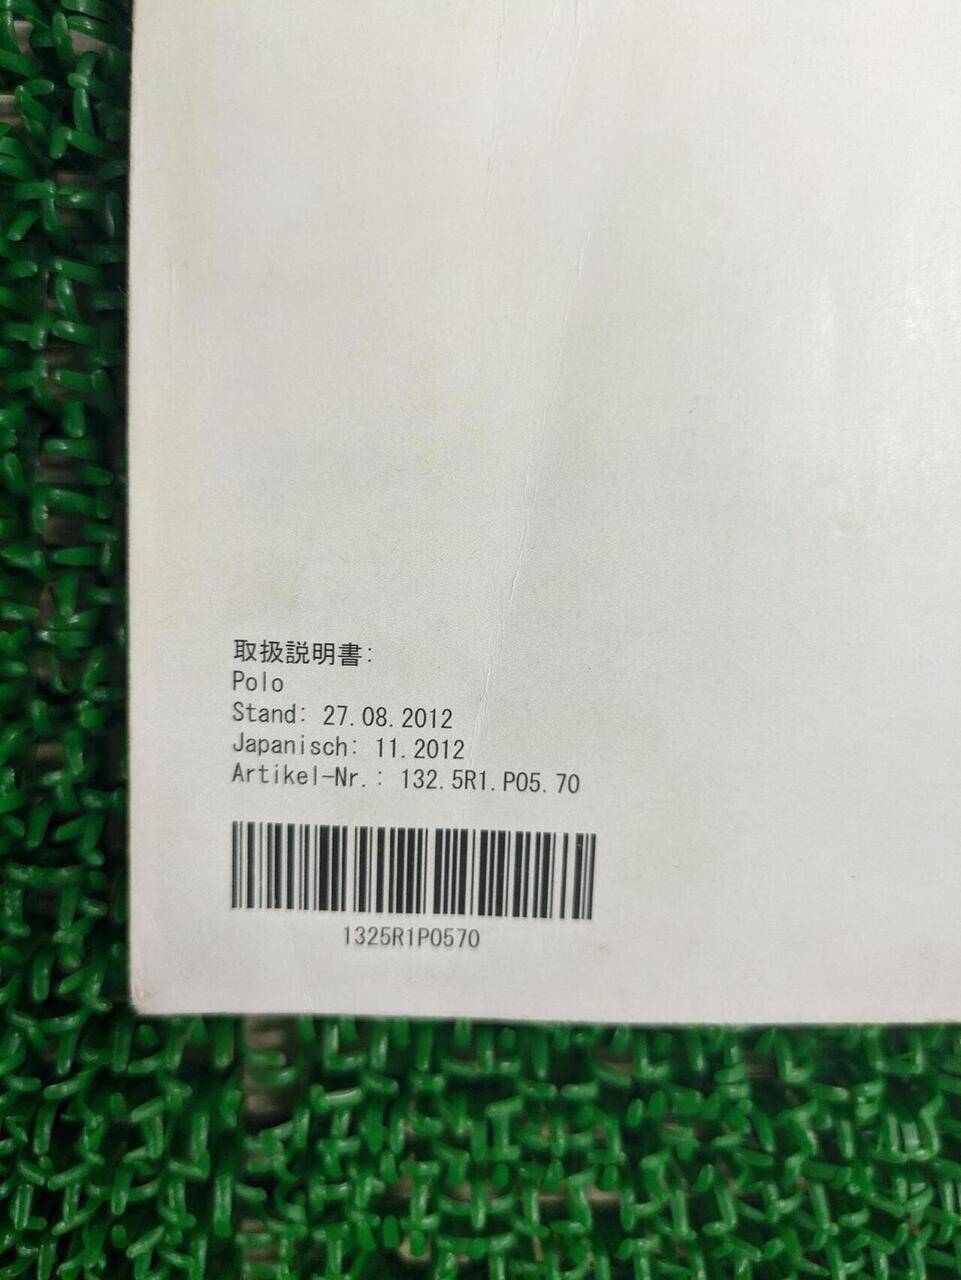 取扱説明書:
Polo
Stand: 27.08.2012
Japanisch: 11.2012
Artikel-Nr.: 132.5R1.P05.70
1325R1P0570